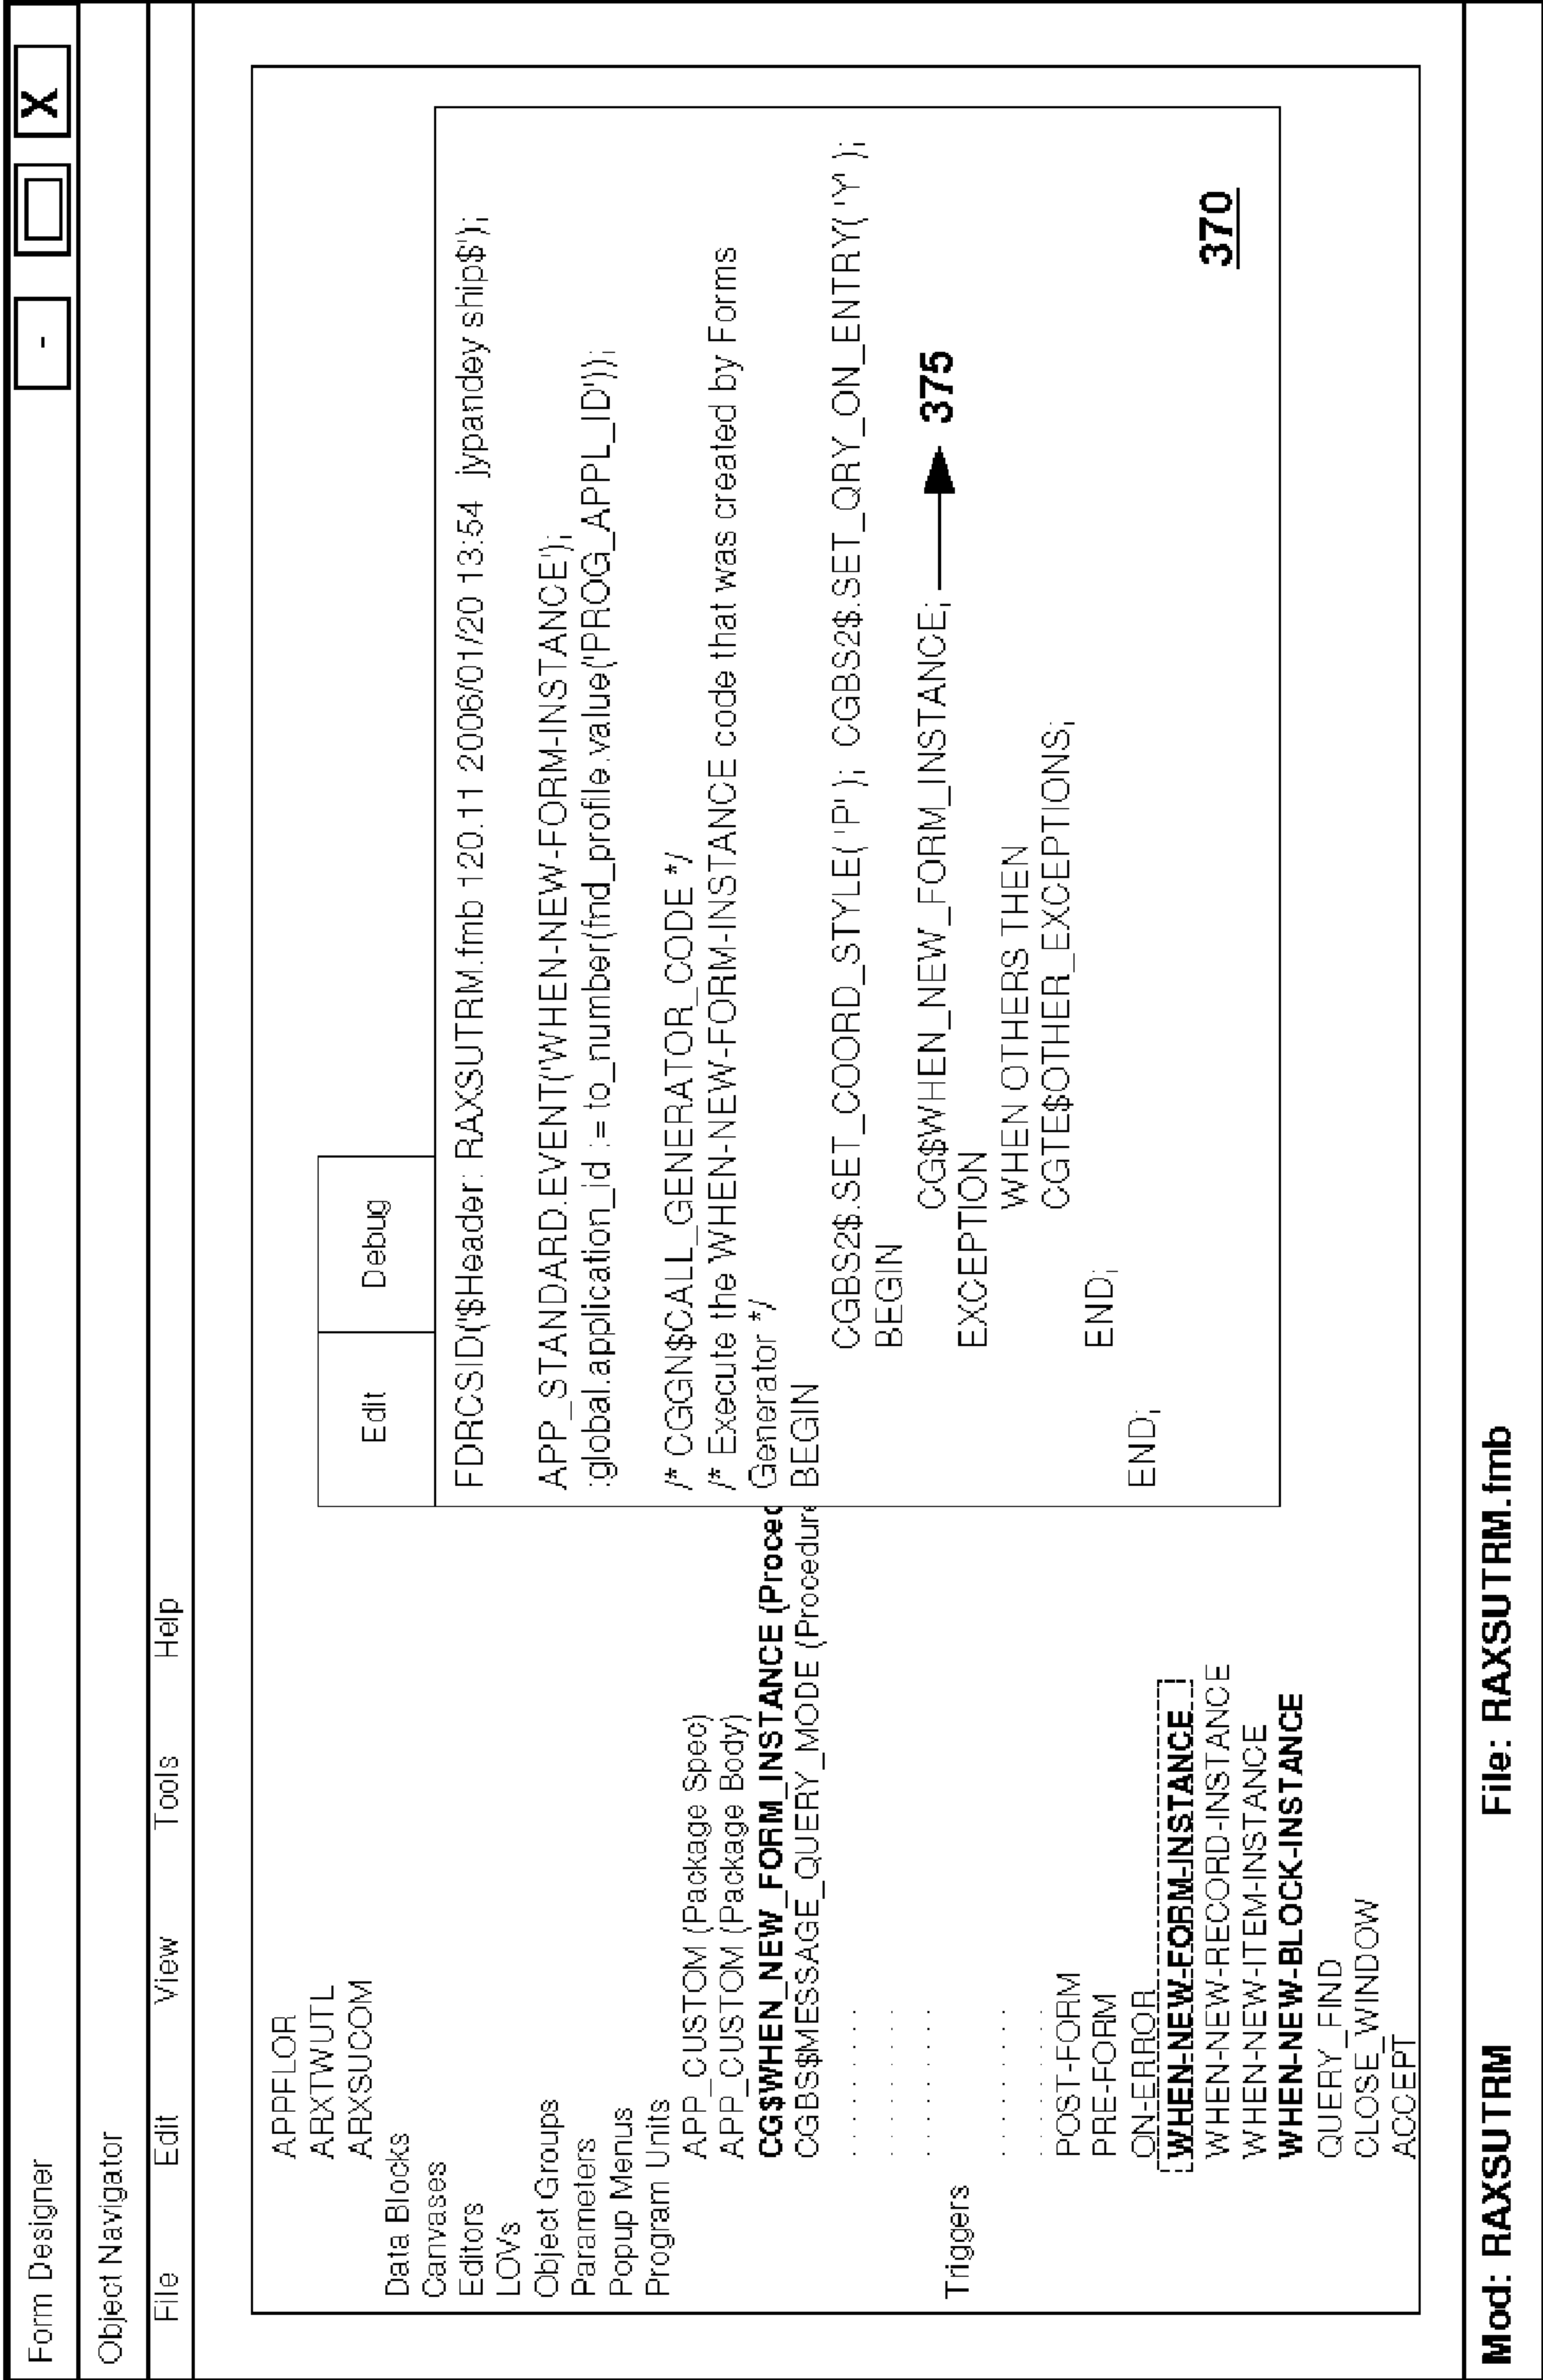 Form Designer
- X
Object Navigator
File Edit View Tools Help
APPFLOR
ARXTWUTL
ARXSUCOM
Data Blocks
Canvases
Editors
LOVs
Object Groups
Parameters
Popup Menus
Program Units
APP_CUSTOM (Package Spec)
APP_CUSTOM (Package Body)
CG$WHEN_NEW_FORM_INSTANCE (Proced
CGBS$MESSAGE_QUERY_MODE (Procedure
. . . . . . . . . .
. . . . . . . . . .
. . . . . . . . . .
Triggers
. . . . . . . . . .
. . . . . . . . . .
POST-FORM
PRE-FORM
ON-ERROR
WHEN-NEW-FORM-INSTANCE
WHEN-NEW-RECORD-INSTANCE
WHEN-NEW-ITEM-INSTANCE
WHEN-NEW-BLOCK-INSTANCE
QUERY_FIND
CLOSE_WINDOW
ACCEPT
Edit Debug
FDRCSID('$Header: RAXSUTRM.fmb 120.11 2006/01/20 13:54 jypandey ship$');
APP_STANDARD.EVENT('WHEN-NEW-FORM-INSTANCE');
:global.application_id := to_number(fnd_profile.value('PROG_APPL_ID'));
/* CGGN$CALL_GENERATOR_CODE */
/* Execute the WHEN-NEW-FORM-INSTANCE code that was created by Forms
Generator */
BEGIN
CGBS2$.SET_COORD_STYLE( 'P' ); CGBS2$.SET_QRY_ON_ENTRY( 'Y' );
BEGIN
CG$WHEN_NEW_FORM_INSTANCE; 375
EXCEPTION
WHEN OTHERS THEN
CGTE$OTHER_EXCEPTIONS;
END;
END;
370
Mod: RAXSUTRM File: RAXSUTRM.fmb